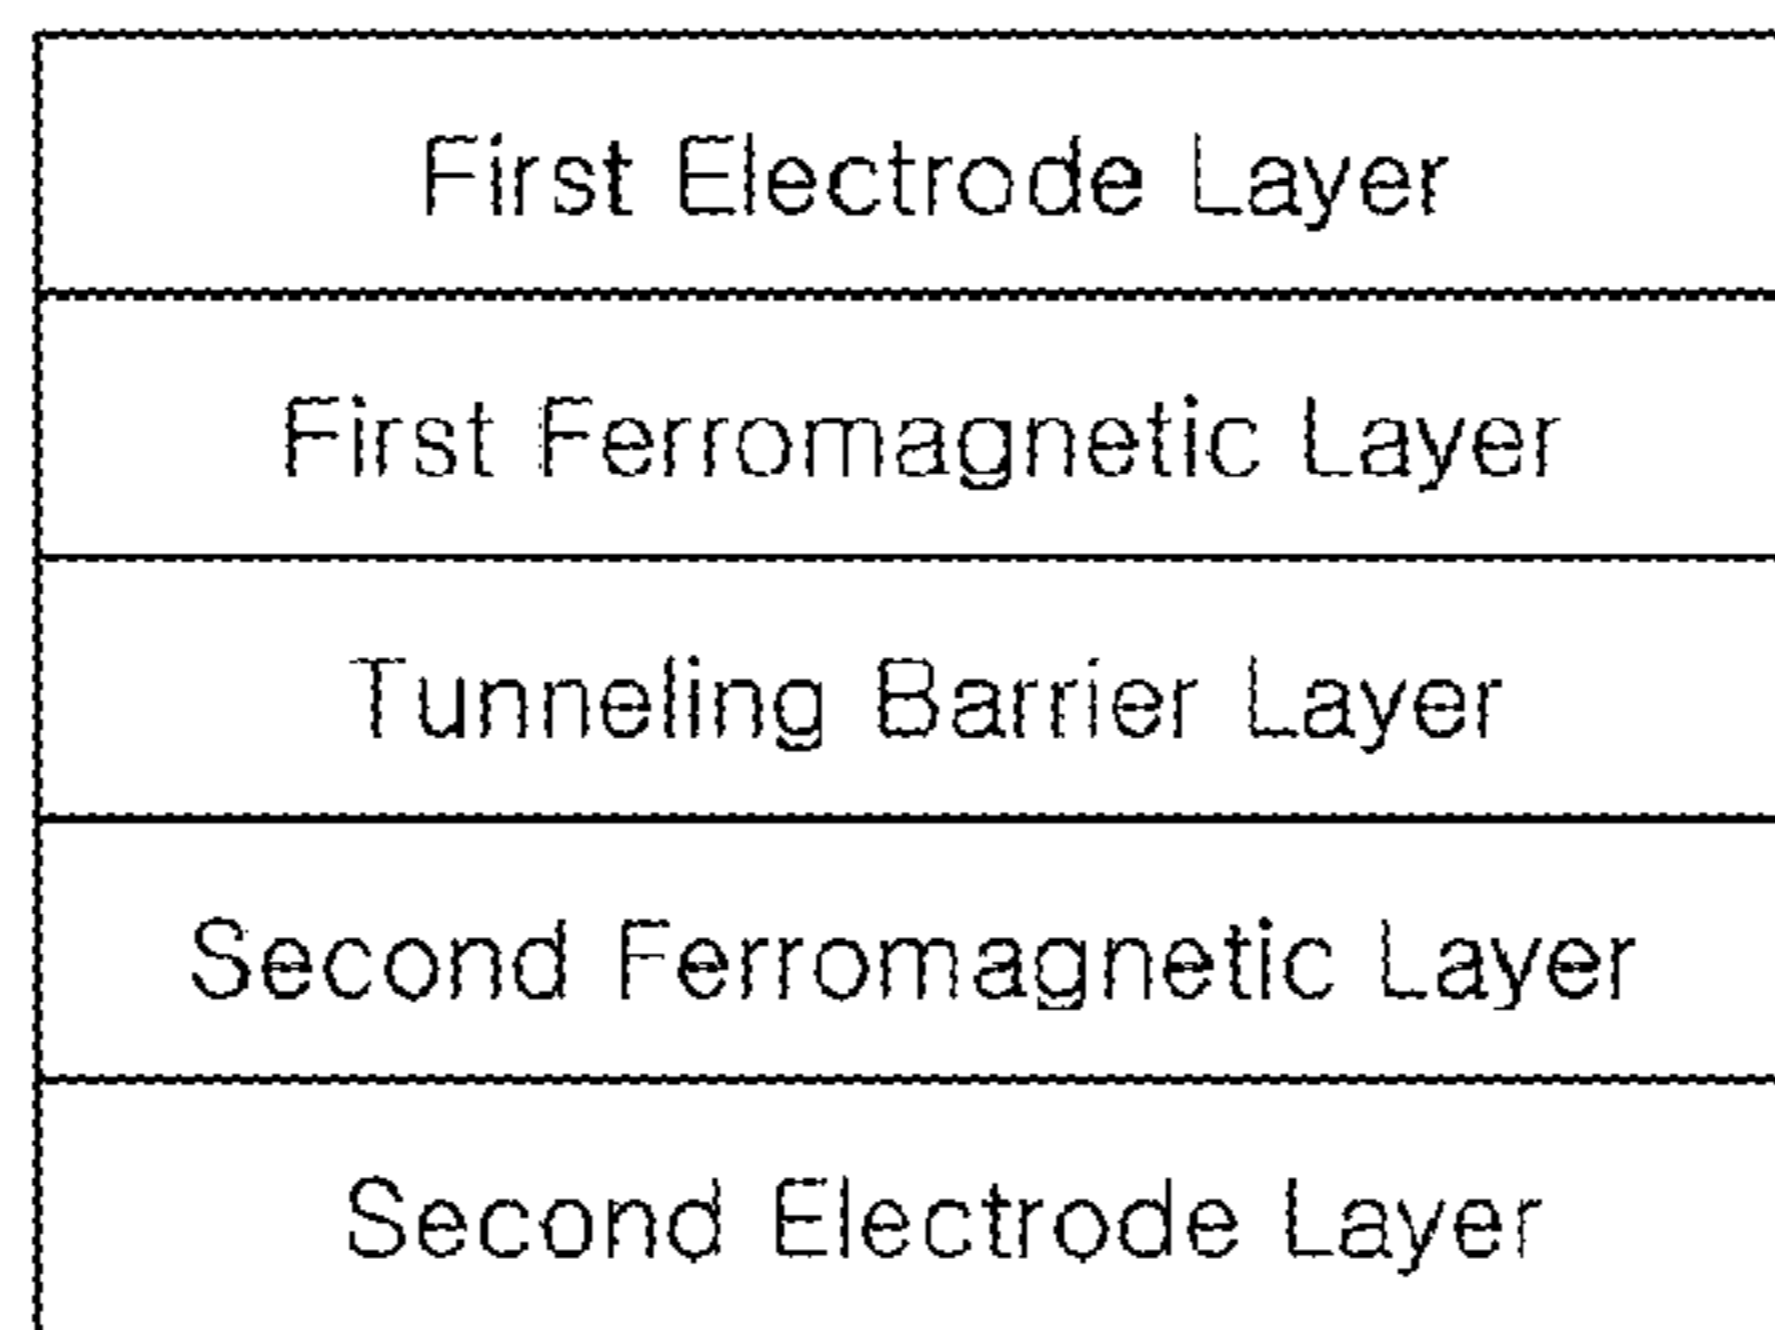 First Electrode Layer
First Ferromagnetic Layer
Tunneling Barrier Layer
Second Ferromagnetic Layer
Second Electrode Layer